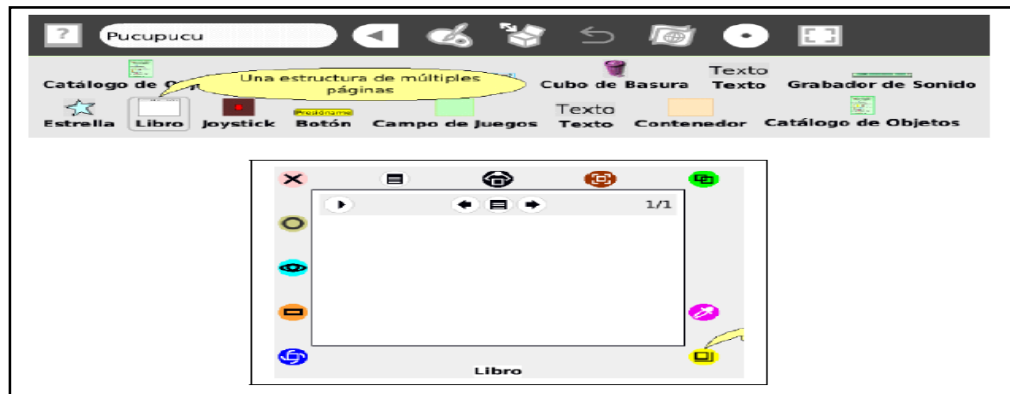 ?
Pucupucu
Una estructura de múltiples
páginas
Catálogo de O
Cubo de Basura
Texto
Texto
Grabador de Sonido
Estrella
Libro
Joystick
Presióname
Botón
Campo de Juegos
Texto
Texto
Contenedor
Catálogo de Objetos
1/1
Libro